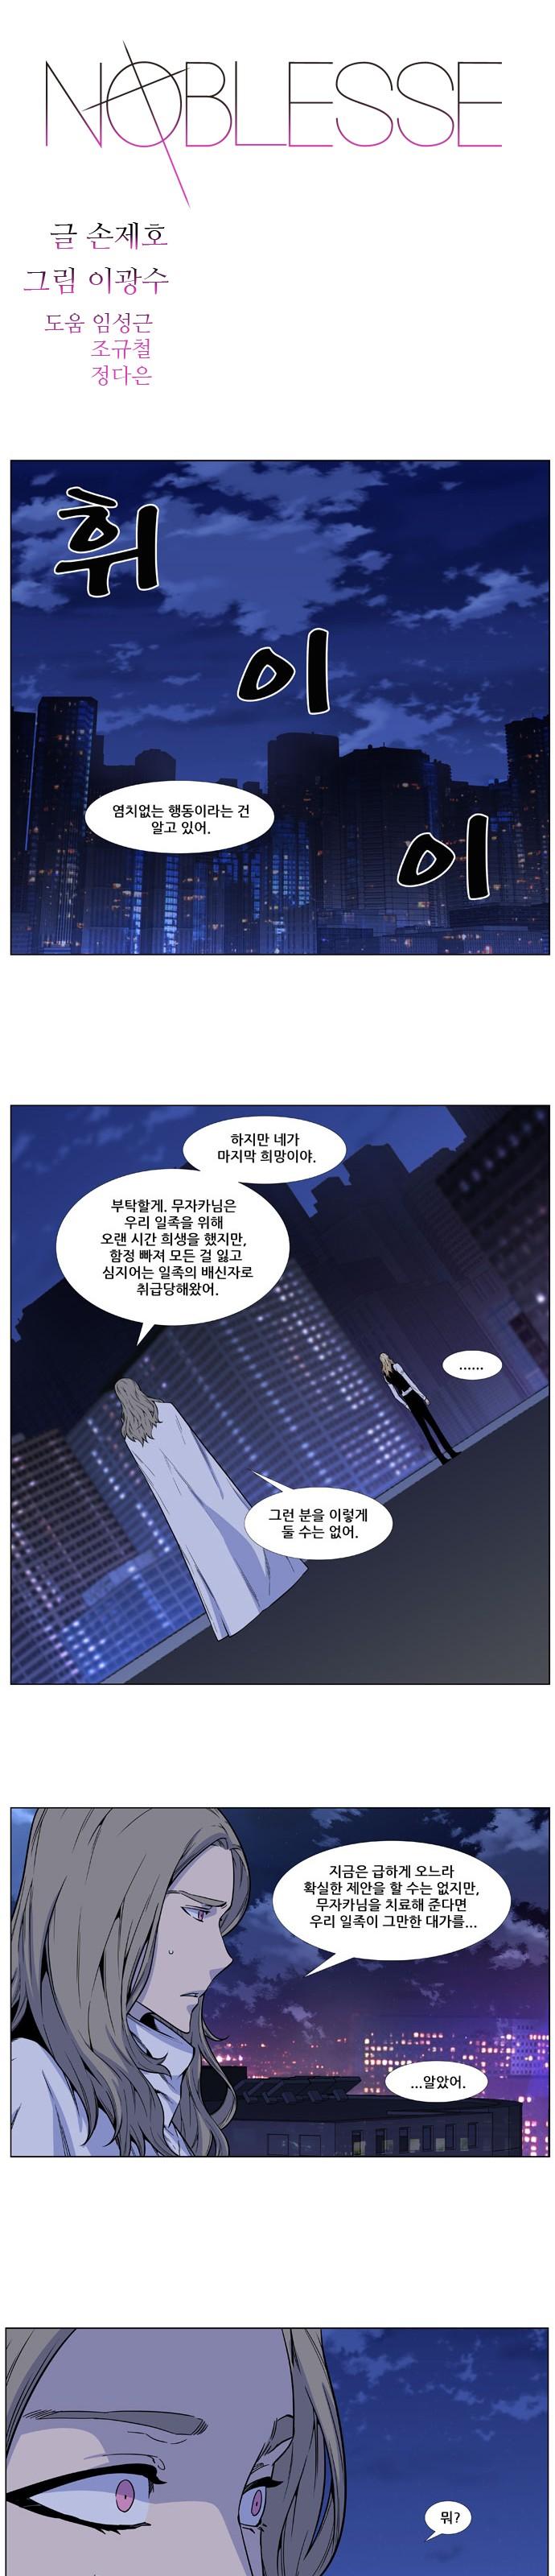 NOBLESSE
글 손제호
그림 이광수
도움 임성근
조규철
정다은
휘
이
염치없는 행동이라는 건
알고 있어.
이
하지만 네가
마지막 희망이야.
부탁할게. 무자카님은
우리 일족을 위해
오랜 시간 희생을 했지만,
함정 빠져 모든 걸 잃고
심지어는 일족의 배신자로
취급당해왔어.
......
그런 분을 이렇게
둘 수는 없어.
지금은 급하게 오느라
확실한 제안을 할 수는 없지만,
무자카님을 치료해 준다면
우리 일족이 그만한 대가를...
...알았어.
뭐?